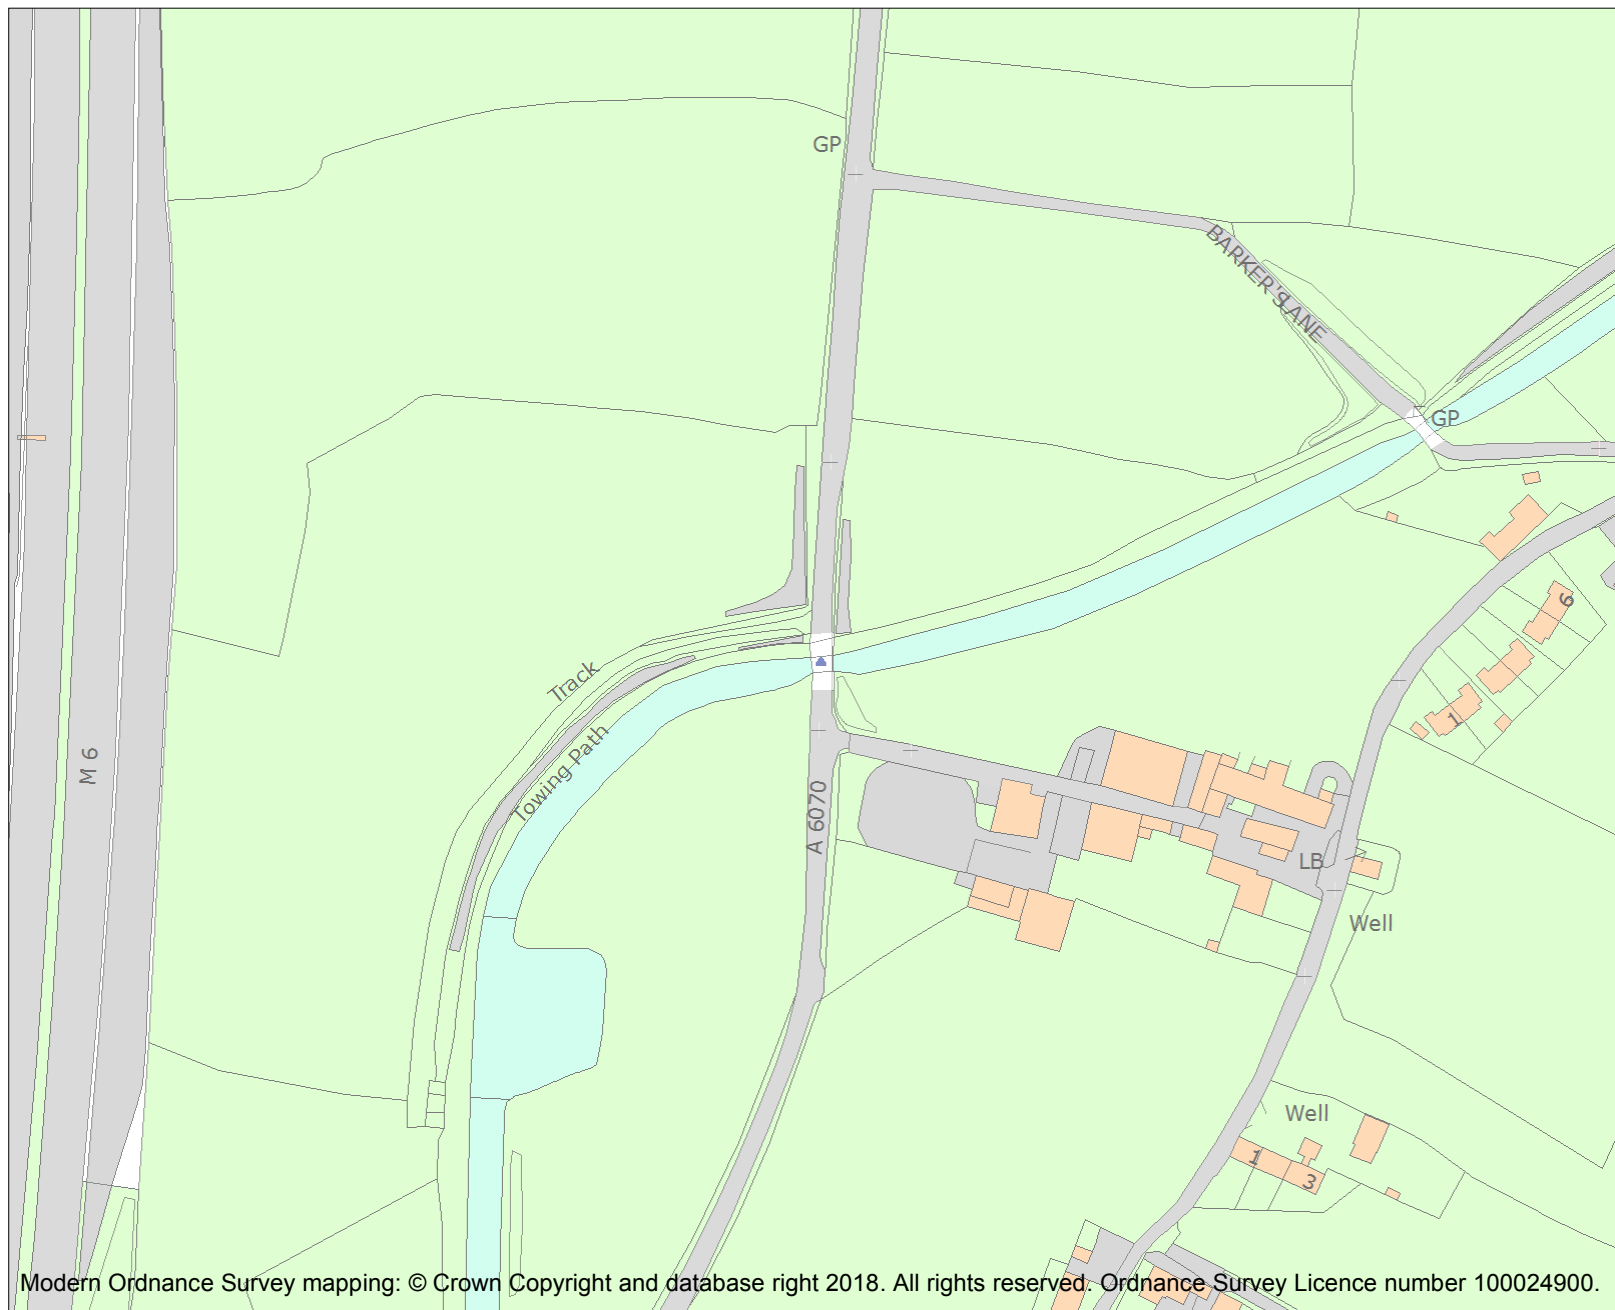 GP
BARKER'S LANE
GP
Track
6
Towing Path
1
M 6
A 6070
LB
Well
Well
1
3
Modern Ordnance Survey mapping: © Crown Copyright and database right 2018. All rights reserved. Ordnance Survey Licence number 100024900.